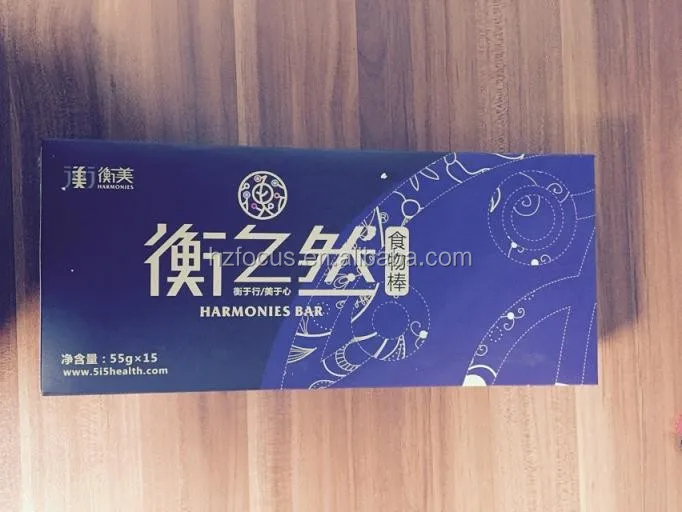 衡美
HARMONIES
衡之然
食物棒
hzfocus.en.alibaba.com
衡于行/美于心
HARMONIES BAR
净含量：55g×15
www.5i5health.com